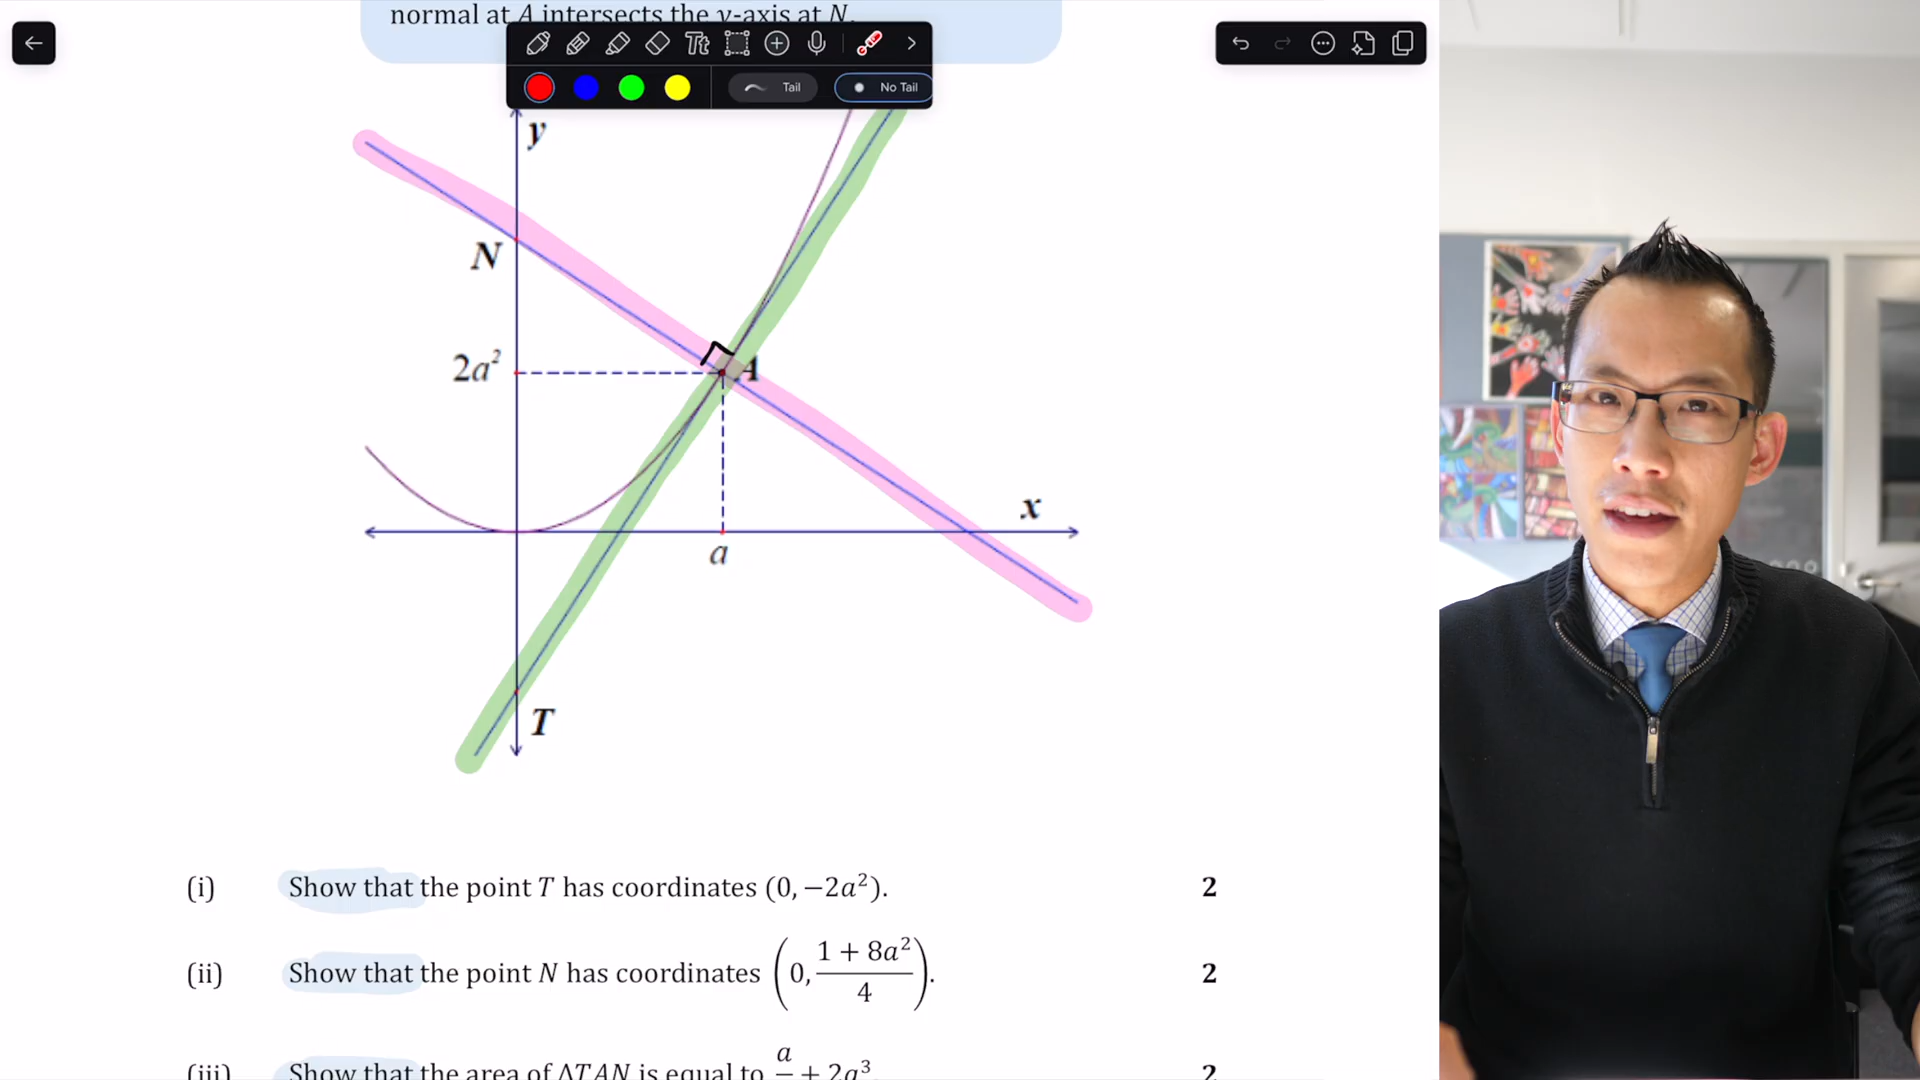 normal at A intersects the y-axis at N.
Tt
Tail
No Tail
y
N
2a²
A
x
a
T
(i) Show that the point T has coordinates (0, −2a²). 2
(ii) Show that the point N has coordinates (0, (1 + 8a²)/4). 2
(iii) Show that the area of ΔTAN is equal to a/ + 2a³. 2